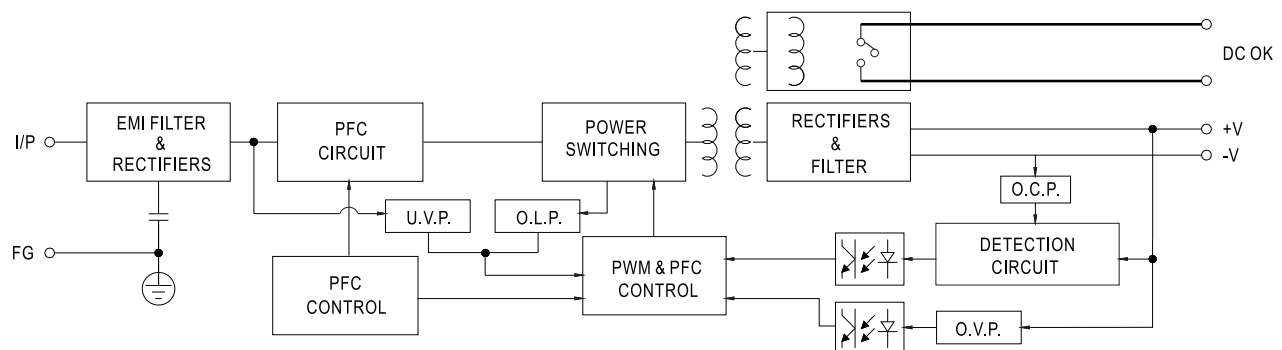 DC OK
I/P
EMI FILTER
&
RECTIFIERS
PFC
CIRCUIT
POWER
SWITCHING
RECTIFIERS
&
FILTER
+V
-V
O.C.P.
U.V.P.
O.L.P.
FG
PFC
CONTROL
PWM & PFC
CONTROL
DETECTION
CIRCUIT
O.V.P.